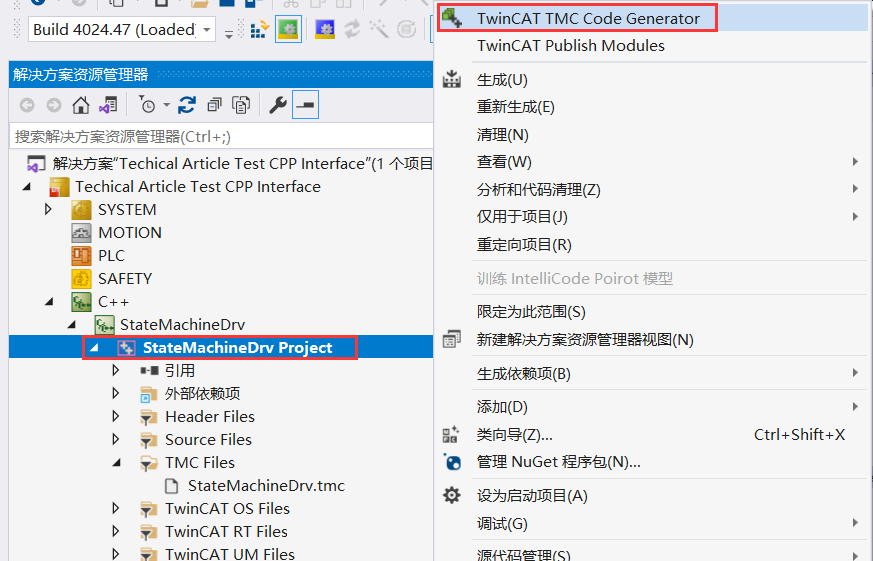 Build 4024.47 (Loaded)
解决方案资源管理器
搜索解决方案资源管理器(Ctrl+;)
解决方案"Techical Article Test CPP Interface"(1 个项目
Techical Article Test CPP Interface
SYSTEM
MOTION
PLC
SAFETY
C++
StateMachineDrv
StateMachineDrv Project
引用
外部依赖项
Header Files
Source Files
TMC Files
StateMachineDrv.tmc
TwinCAT OS Files
TwinCAT RT Files
TwinCAT UM Files
TwinCAT TMC Code Generator
TwinCAT Publish Modules
生成(U)
重新生成(E)
清理(N)
查看(W)
分析和代码清理(Z)
仅用于项目(J)
重定向项目(R)
训练 IntelliCode Poirot 模型
限定为此范围(S)
新建解决方案资源管理器视图(N)
生成依赖项(B)
添加(D)
类向导(Z)... Ctrl+Shift+X
管理 NuGet 程序包(N)...
设为启动项目(A)
调试(G)
源代码管理(S)